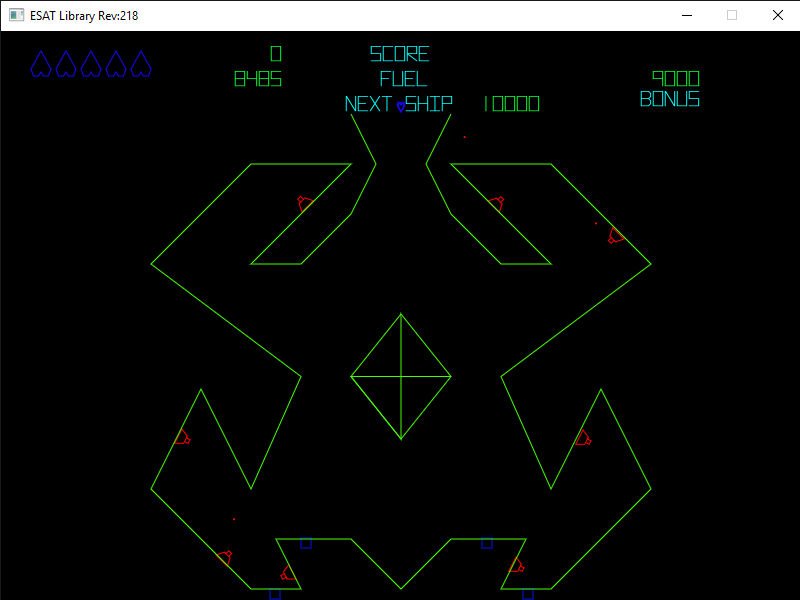 ESAT Library Rev:218
0 SCORE
8485 FUEL 9000
NEXT SHIP 10000 BONUS